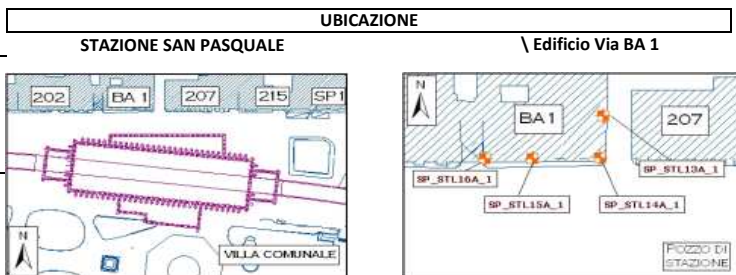 UBICAZIONE
STAZIONE SAN PASQUALE
\ Edificio Via BA 1
202
BA 1
207
215
SP1
N
VILLA COMUNALE
N
BA 1
207
SP_STL13A_1
SP_STL16A_1
SP_STL15A_1
SP_STL14A_1
POZZO DI
STAZIONE